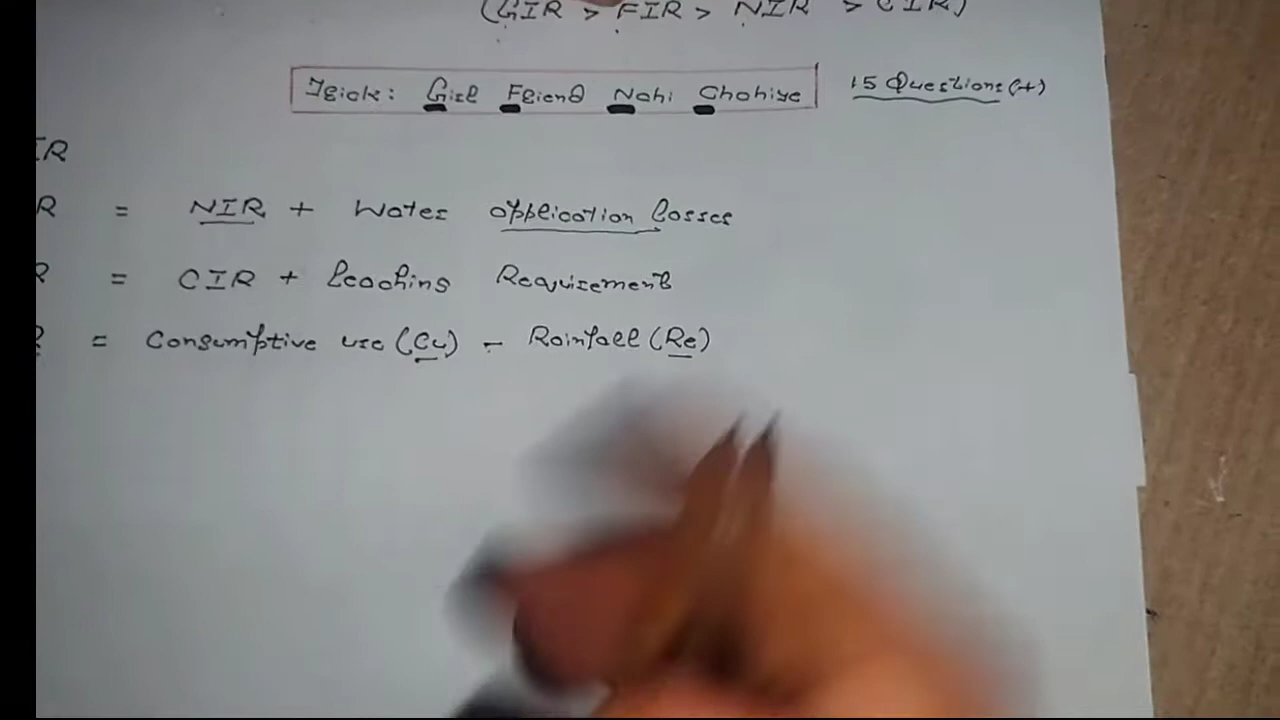 (GIR > FIR > NIR > CIR)
Trick: Girl Friend Nahi Chahiye 15 Questions(+)
IR
R = NIR + Water application losses
R = CIR + leaching Requirement
R = Consumptive use (Cu) - Rainfall (Re)